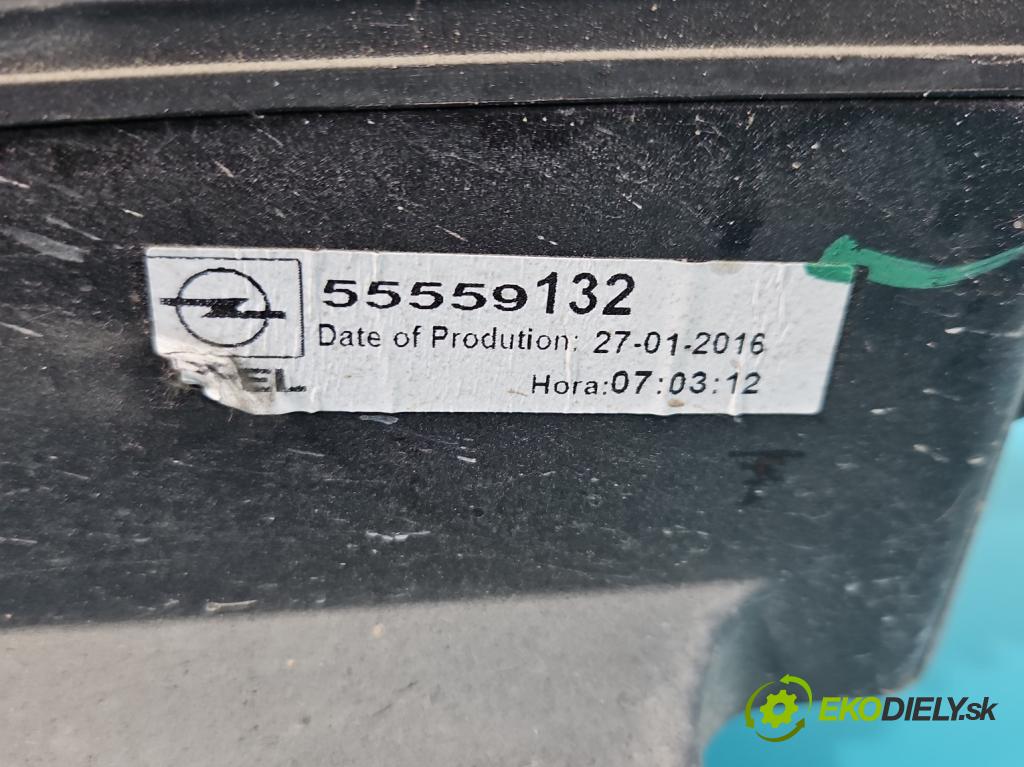 55559132
Date of Prodution: 27-01-2016
Hora:07:03:12
EKODIELY.sk